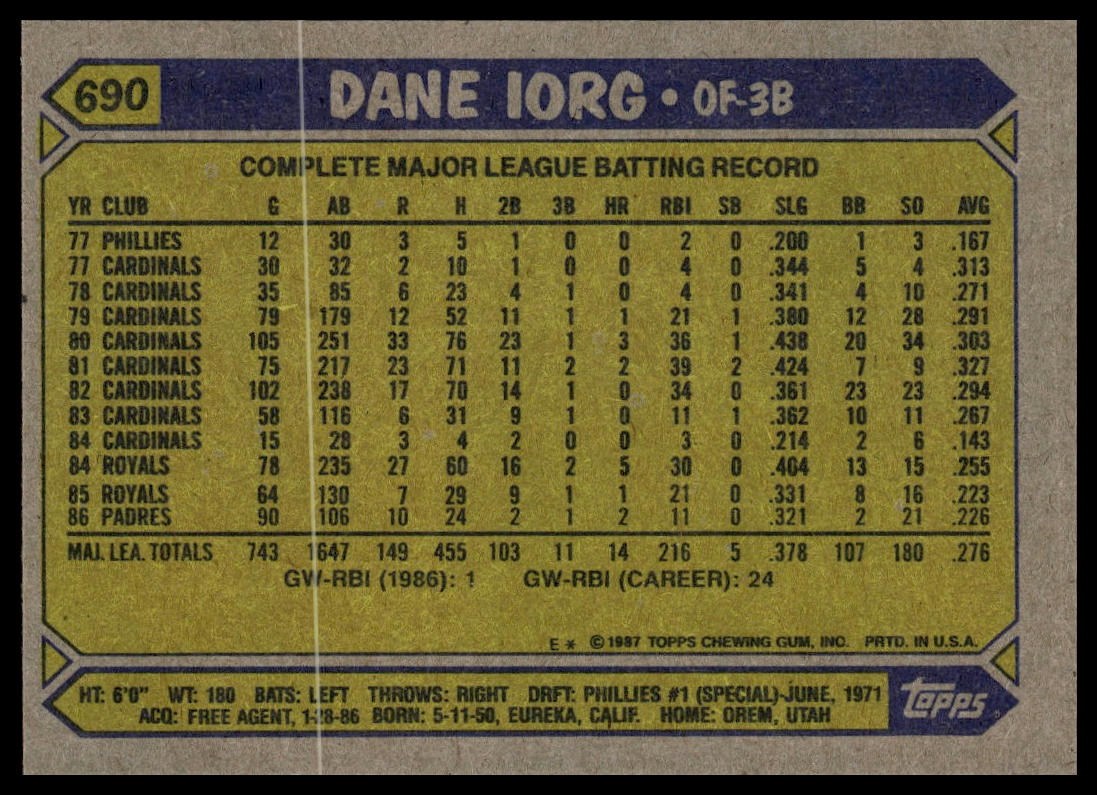 690 DANE IORG • OF-3B
COMPLETE MAJOR LEAGUE BATTING RECORD
YR CLUB G AB R H 2B 3B HR RBI SB SLG BB SO AVG
77 PHILLIES 12 30 3 5 1 0 0 2 0 .200 1 3 .167
77 CARDINALS 30 32 2 10 1 0 0 4 0 .344 5 4 .313
78 CARDINALS 35 85 6 23 4 1 0 4 0 .341 4 10 .271
79 CARDINALS 79 179 12 52 11 1 1 21 1 .380 12 28 .291
80 CARDINALS 105 251 33 76 23 1 3 36 1 .438 20 34 .303
81 CARDINALS 75 217 23 71 11 2 2 39 2 .424 7 9 .327
82 CARDINALS 102 238 17 70 14 1 0 34 0 .361 23 23 .294
83 CARDINALS 58 116 6 31 9 1 0 11 1 .362 10 11 .267
84 CARDINALS 15 28 3 4 2 0 0 3 0 .214 2 6 .143
84 ROYALS 78 235 27 60 16 2 5 30 0 .404 13 15 .255
85 ROYALS 64 130 7 29 9 1 1 21 0 .331 8 16 .223
86 PADRES 90 106 10 24 2 1 2 11 0 .321 2 21 .226
MAJ. LEA. TOTALS 743 1647 149 455 103 11 14 216 5 .378 107 180 .276
GW-RBI (1986): 1 GW-RBI (CAREER): 24
E * ©1987 TOPPS CHEWING GUM, INC. PRTD. IN U.S.A.
HT: 6'0" WT: 180 BATS: LEFT THROWS: RIGHT DRFT: PHILLIES #1 (SPECIAL)-JUNE, 1971
ACQ: FREE AGENT, 1-28-86 BORN: 5-11-50, EUREKA, CALIF. HOME: OREM, UTAH
topps®